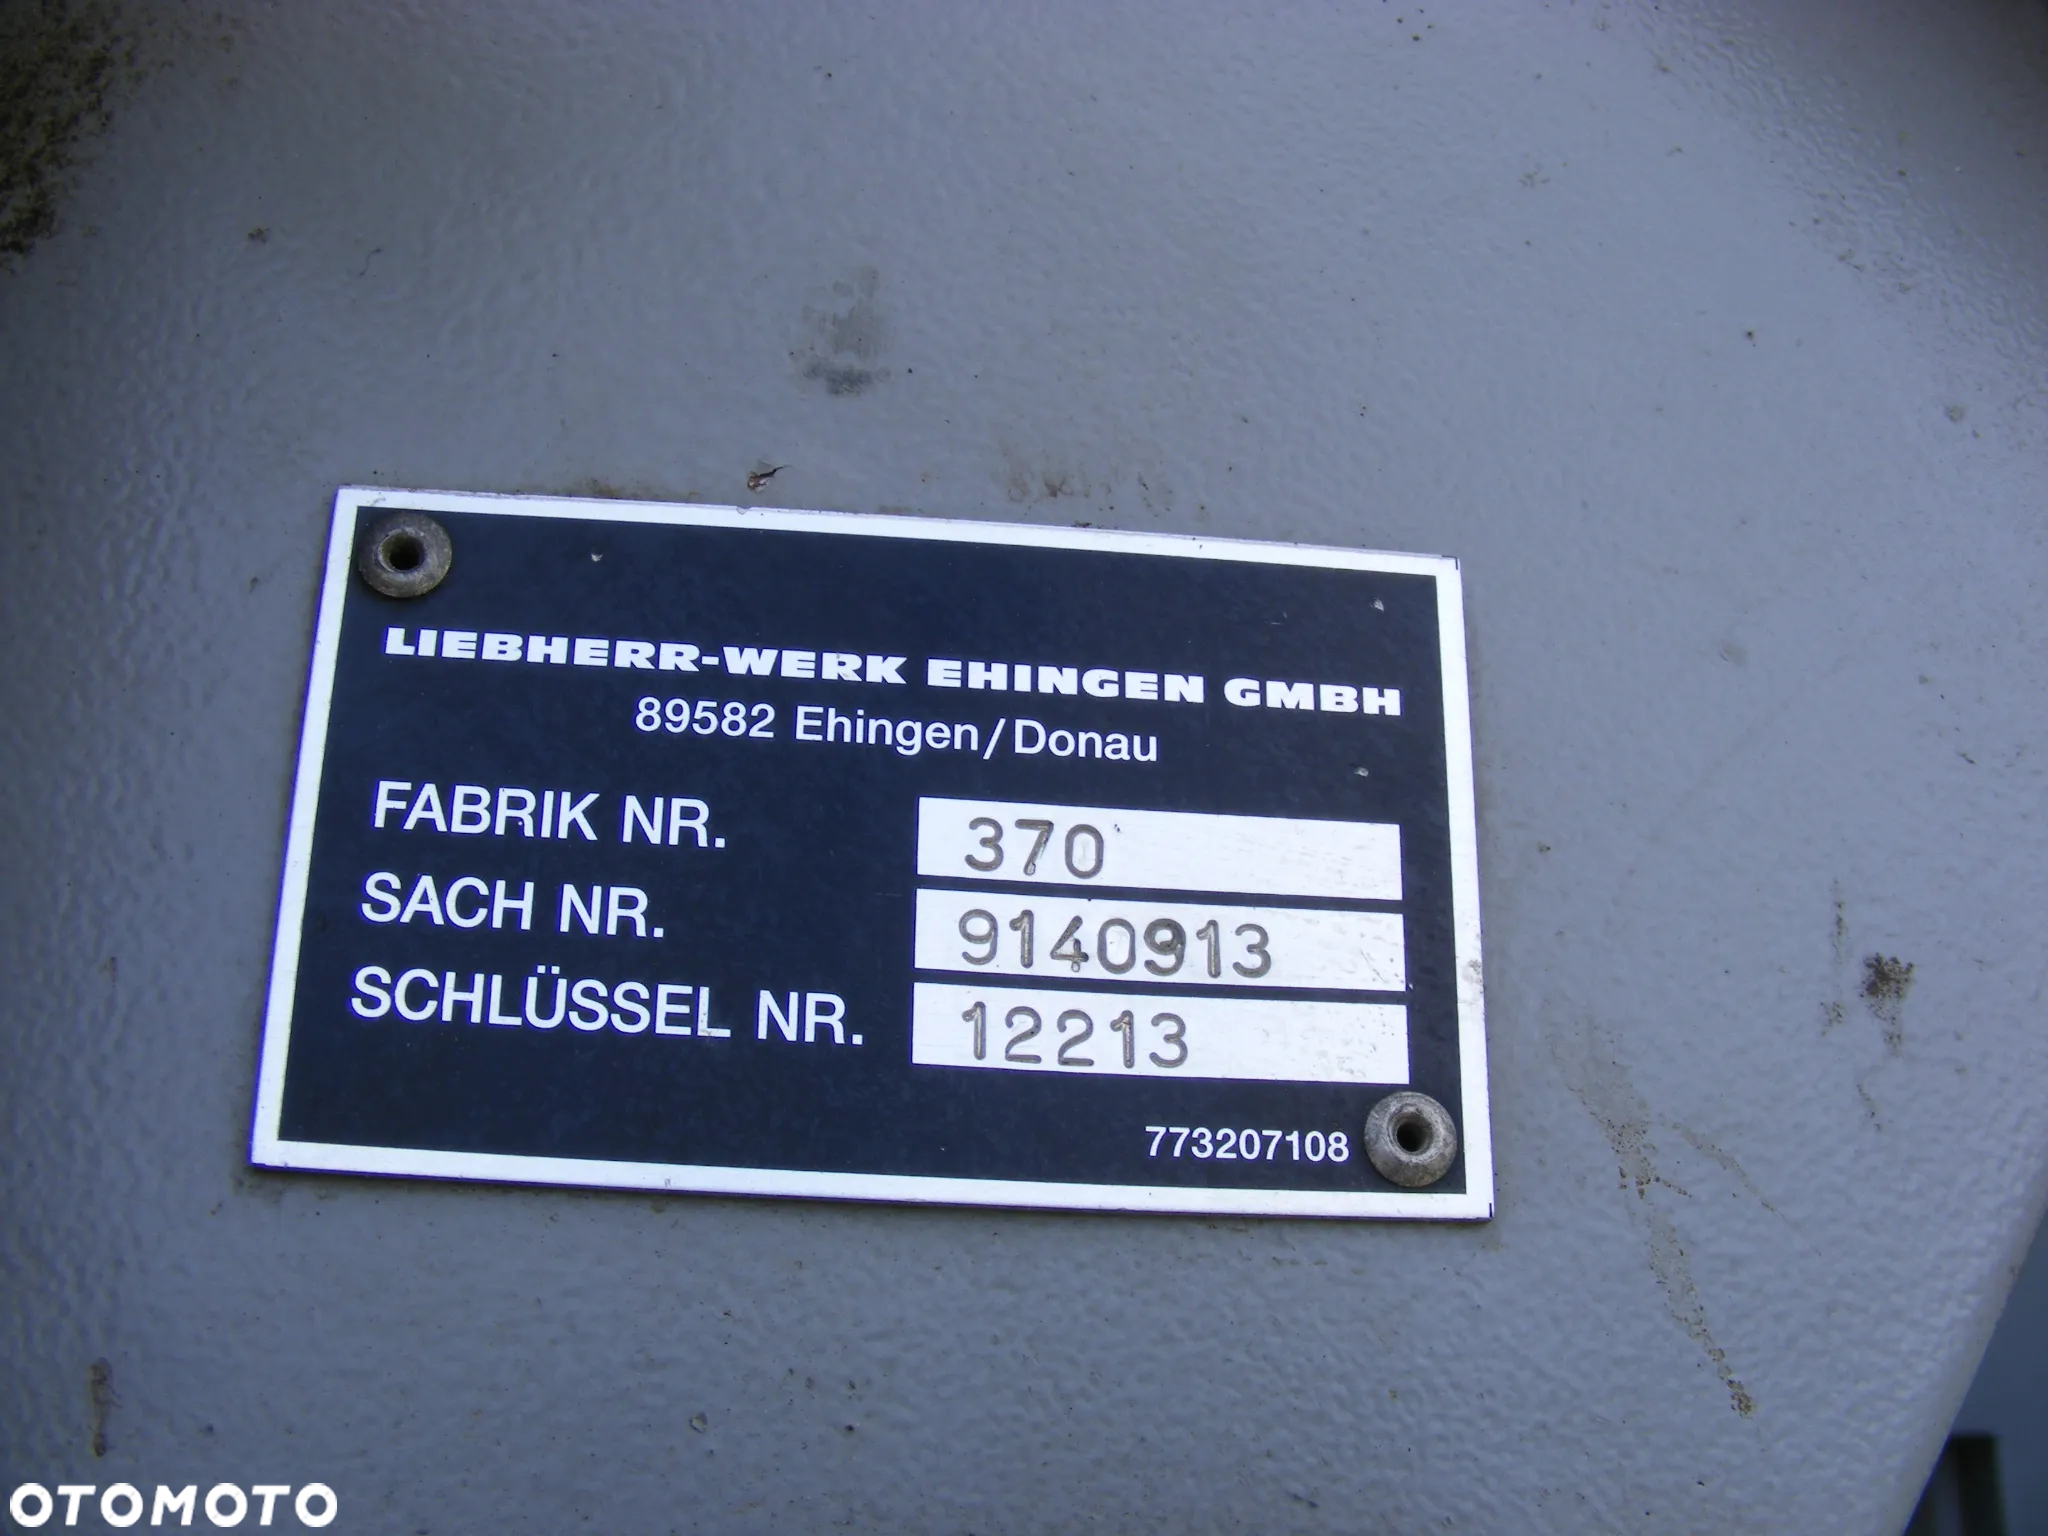 LIEBHERR-WERK EHINGEN GMBH
89582 Ehingen/Donau
FABRIK NR. 370
SACH NR. 9140913
SCHLÜSSEL NR. 12213
773207108
OTOMOTO